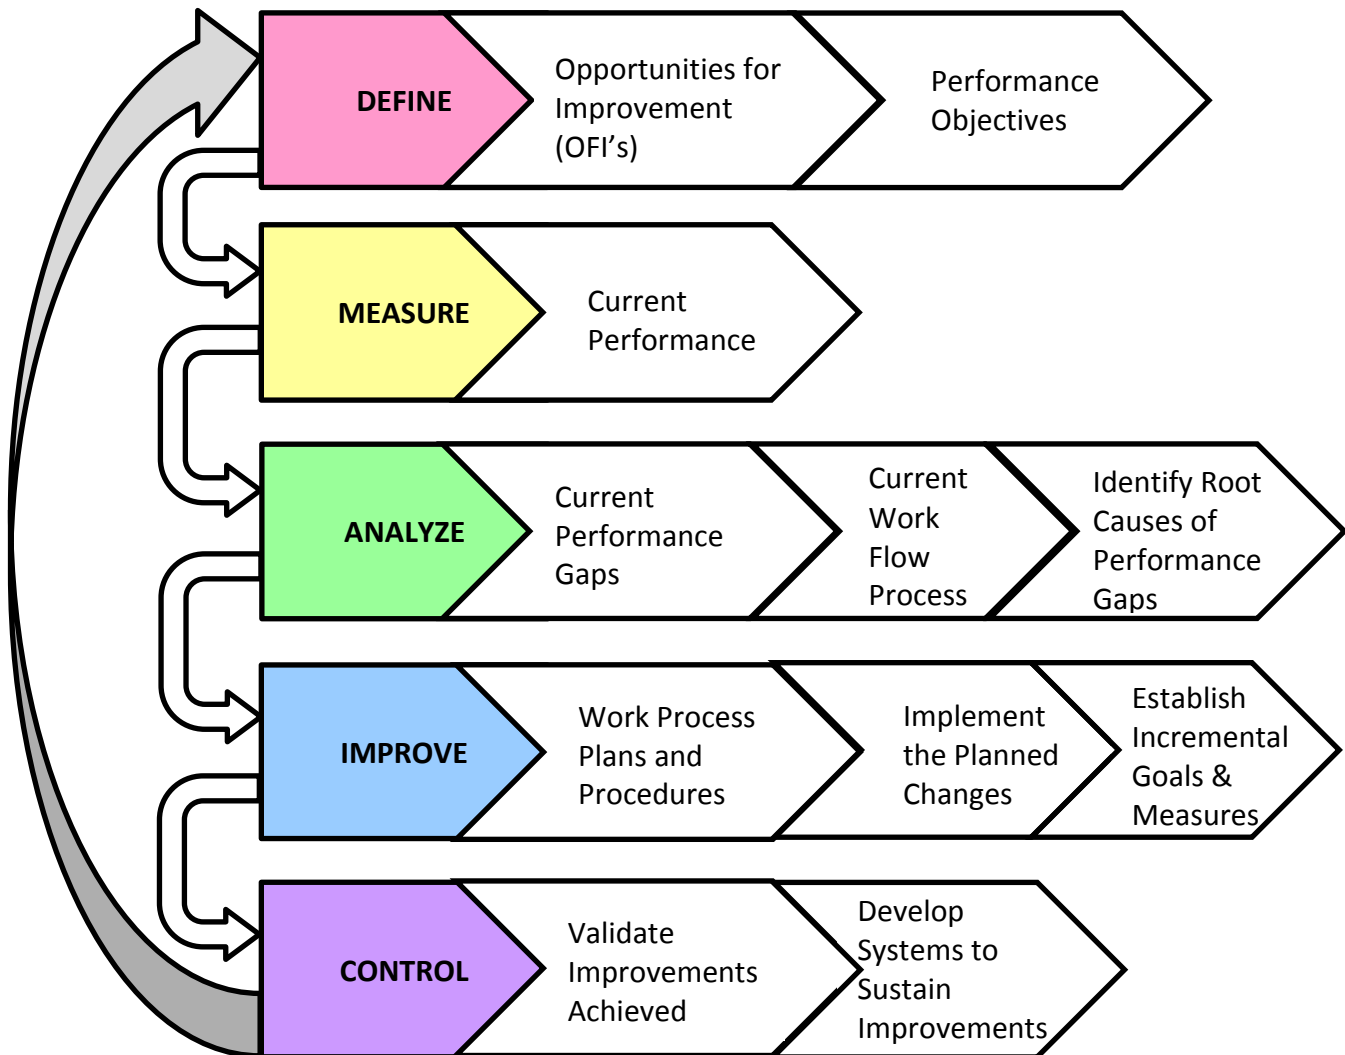 DEFINE
Opportunities for
Improvement
(OFI's)
Performance
Objectives
MEASURE
Current
Performance
ANALYZE
Current
Performance
Gaps
Current
Work
Flow
Process
Identify Root
Causes of
Performance
Gaps
IMPROVE
Work Process
Plans and
Procedures
Implement
the Planned
Changes
Establish
Incremental
Goals &
Measures
CONTROL
Validate
Improvements
Achieved
Develop
Systems to
Sustain
Improvements